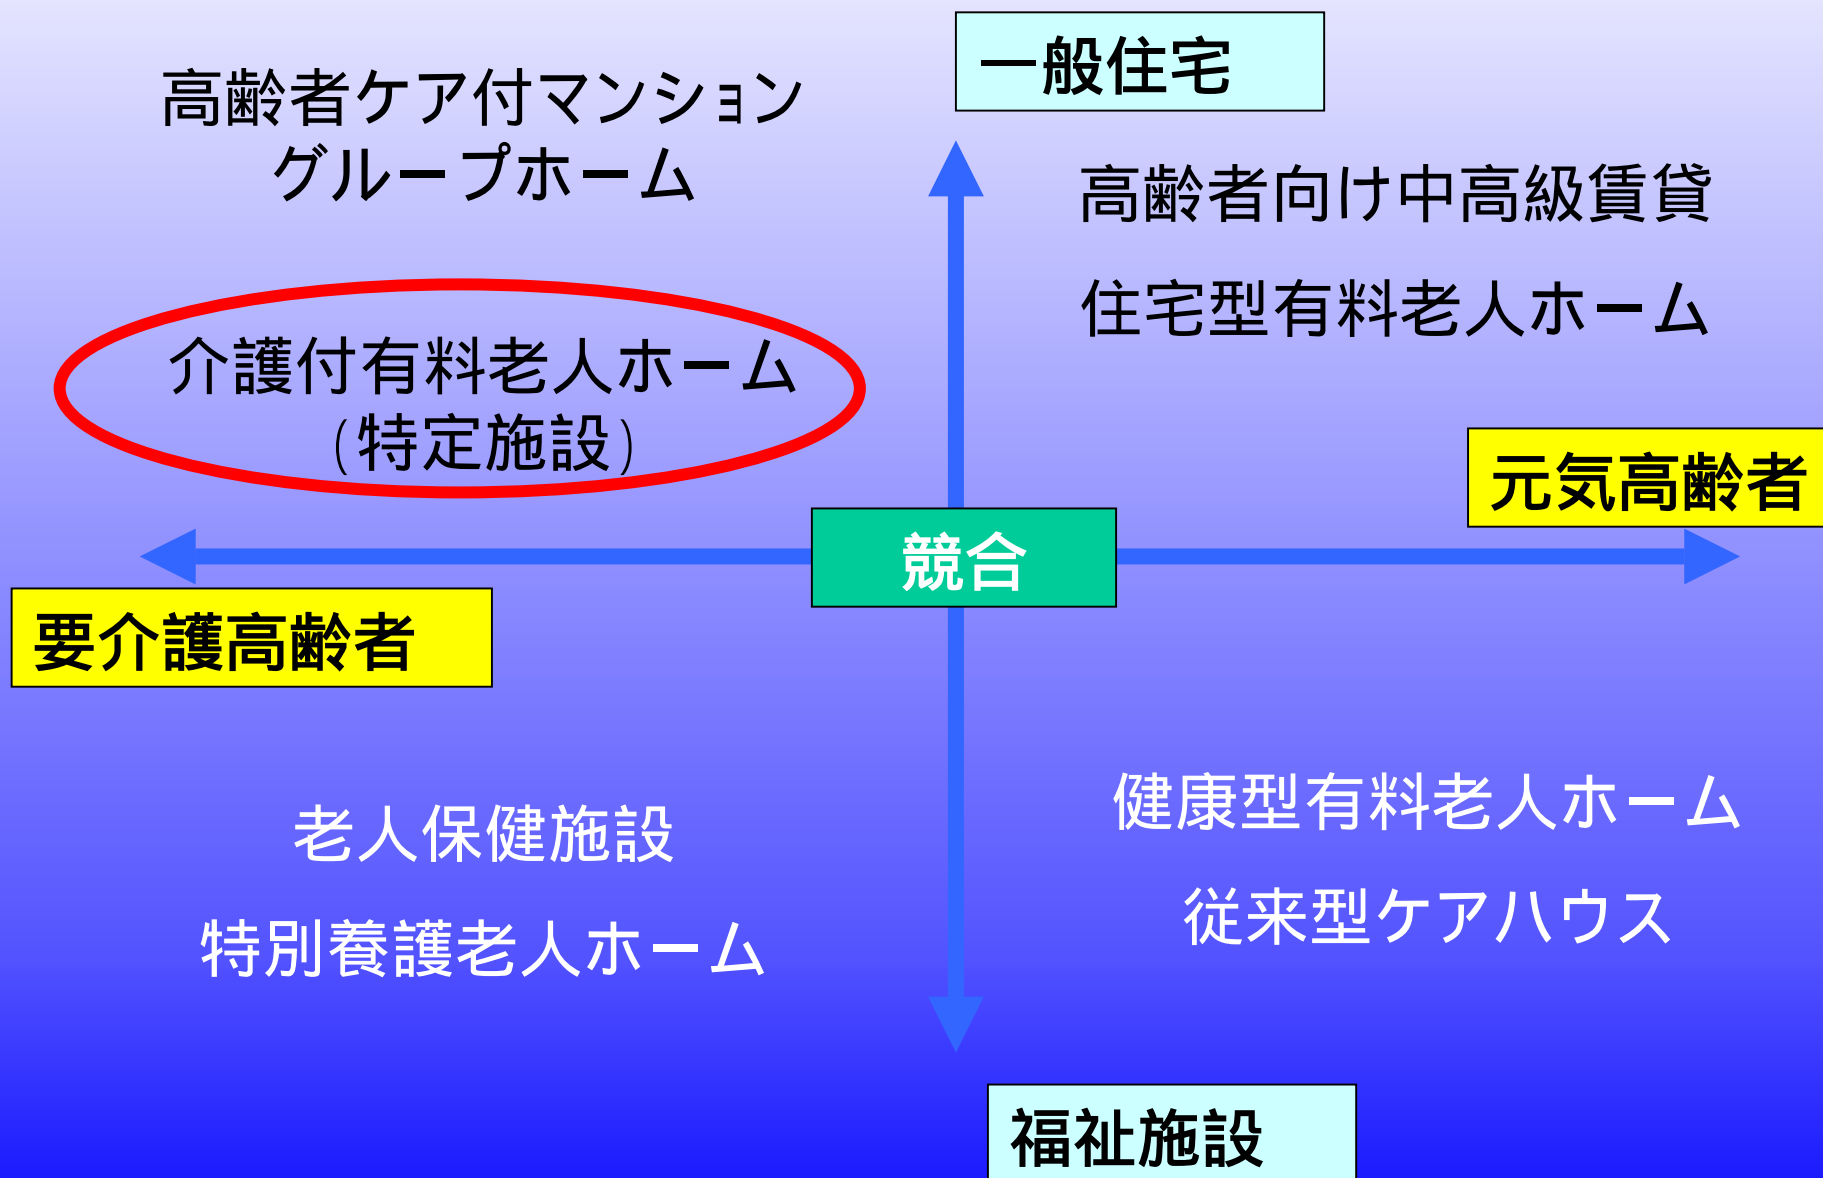 一般住宅
高齢者ケア付マンション
グループホーム
高齢者向け中高級賃貸
住宅型有料老人ホーム
介護付有料老人ホーム
(特定施設)
元気高齢者
競合
要介護高齢者
老人保健施設
特別養護老人ホーム
健康型有料老人ホーム
従来型ケアハウス
福祉施設